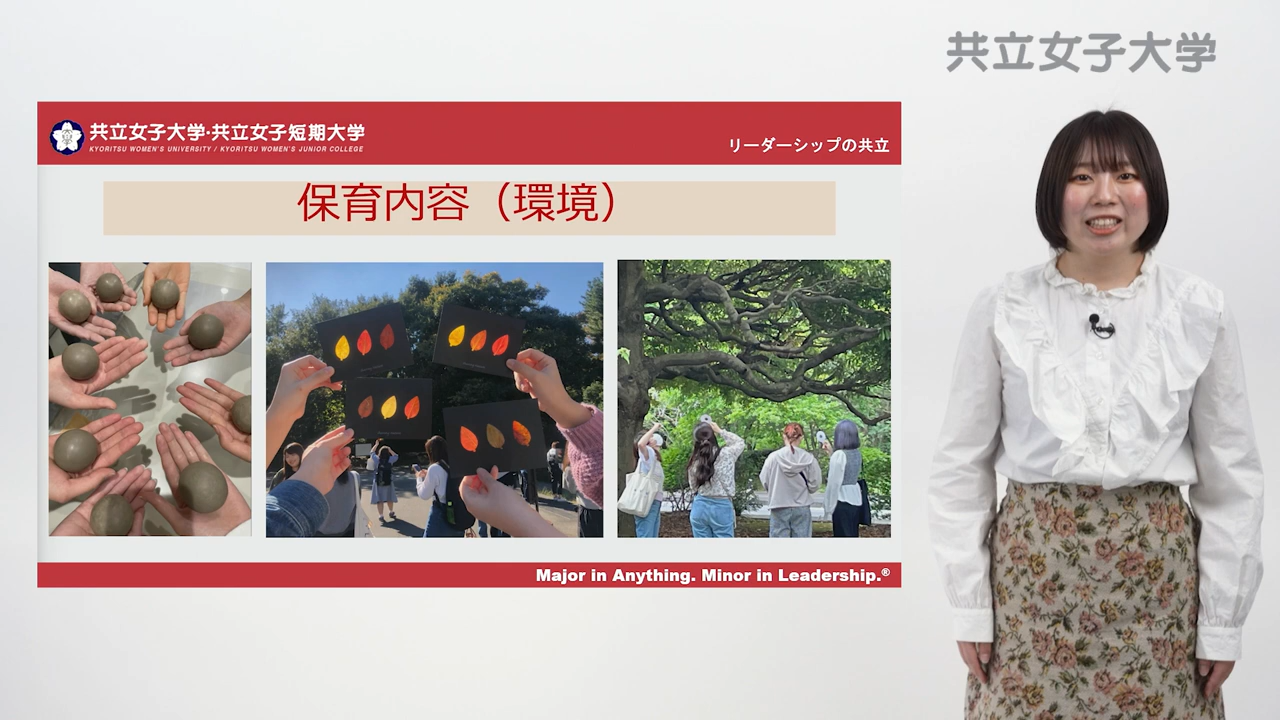 共立女子大学
共立女子大学·共立女子短期大学
KYORITSU WOMEN'S UNIVERSITY / KYORITSU WOMEN'S JUNIOR COLLEGE
リーダーシップの共立
保育内容（環境）
Major in Anything. Minor in Leadership.®